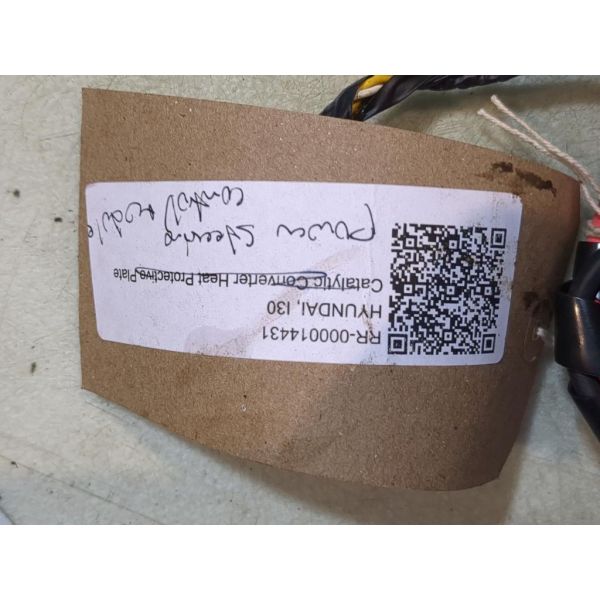 RR-000014431
HYUNDAI, I30
Catalytic Converter Heat Protective Plate
Power Steering
control module